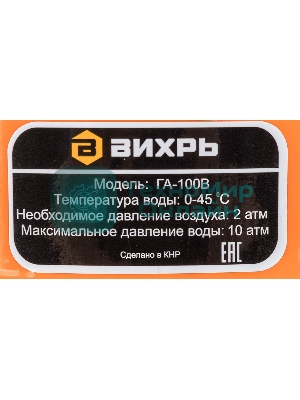 ВИХРЬ
Модель: ГА-100В
Температура воды: 0-45 °С
Необходимое давление воздуха: 2 атм
Максимальное давление воды: 10 атм
Сделано в КНР
ЕАС